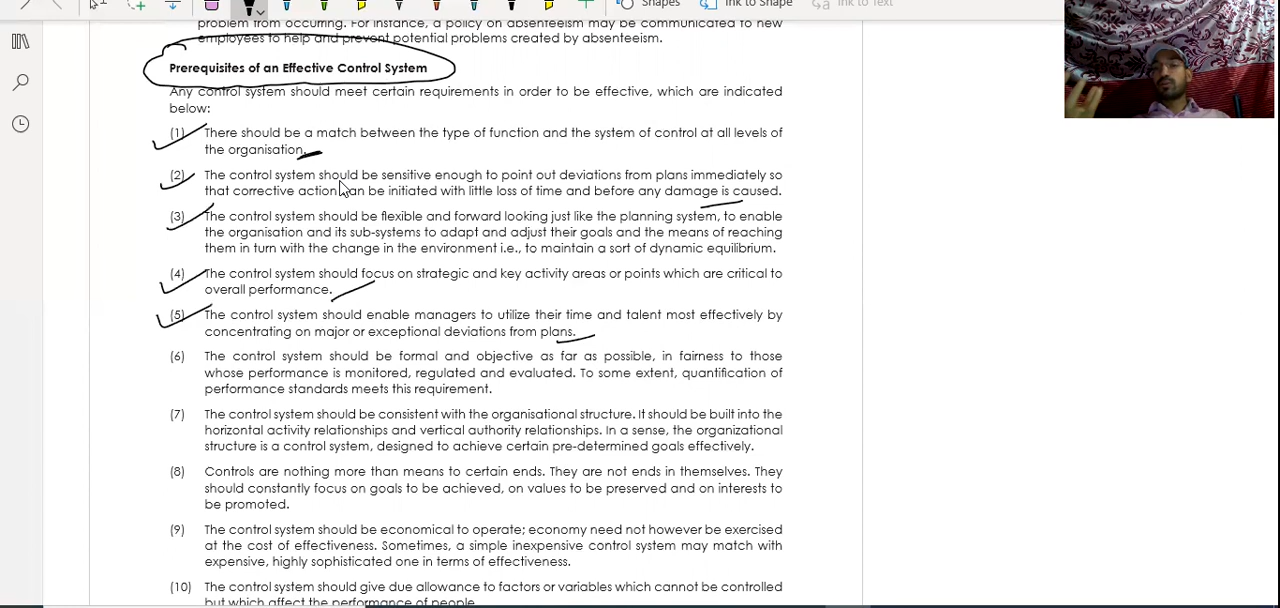 Shapes
Ink to Shape
Ink to Text
problem from occurring. For instance, a policy on absenteeism may be communicated to new
employees to help and prevent potential problems created by absenteeism.
Prerequisites of an Effective Control System
Any control system should meet certain requirements in order to be effective, which are indicated
below:
(1) There should be a match between the type of function and the system of control at all levels of
the organisation.
(2) The control system should be sensitive enough to point out deviations from plans immediately so
that corrective action can be initiated with little loss of time and before any damage is caused.
(3) The control system should be flexible and forward looking just like the planning system, to enable
the organisation and its sub-systems to adapt and adjust their goals and the means of reaching
them in turn with the change in the environment i.e., to maintain a sort of dynamic equilibrium.
(4) The control system should focus on strategic and key activity areas or points which are critical to
overall performance.
(5) The control system should enable managers to utilize their time and talent most effectively by
concentrating on major or exceptional deviations from plans.
(6) The control system should be formal and objective as far as possible, in fairness to those
whose performance is monitored, regulated and evaluated. To some extent, quantification of
performance standards meets this requirement.
(7) The control system should be consistent with the organisational structure. It should be built into the
horizontal activity relationships and vertical authority relationships. In a sense, the organizational
structure is a control system, designed to achieve certain pre-determined goals effectively.
(8) Controls are nothing more than means to certain ends. They are not ends in themselves. They
should constantly focus on goals to be achieved, on values to be preserved and on interests to
be promoted.
(9) The control system should be economical to operate; economy need not however be exercised
at the cost of effectiveness. Sometimes, a simple inexpensive control system may match with
expensive, highly sophisticated one in terms of effectiveness.
(10) The control system should give due allowance to factors or variables which cannot be controlled
but which affect the performance of people.